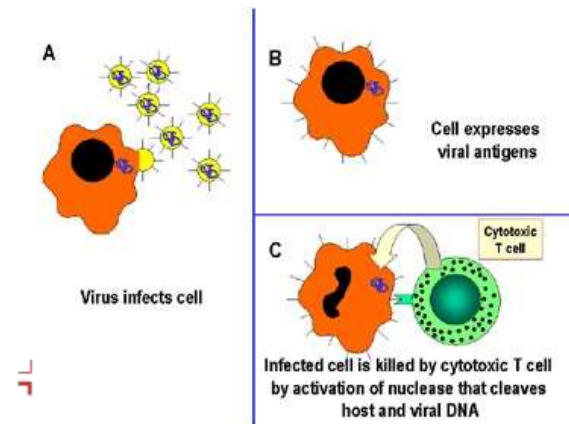 A
Virus infects cell
B
Cell expresses
viral antigens
C
Cytotoxic
T cell
Infected cell is killed by cytotoxic T cell
by activation of nuclease that cleaves
host and viral DNA